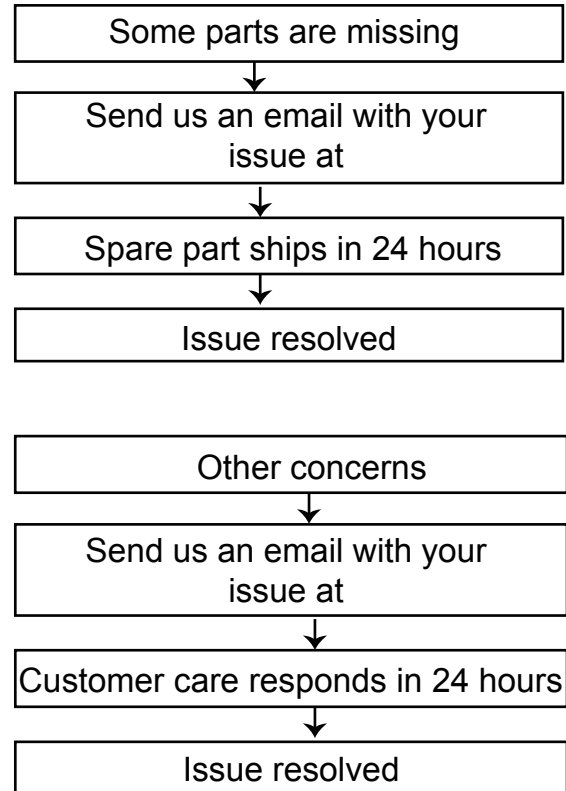 Some parts are missing
Send us an email with your
issue at
Spare part ships in 24 hours
Issue resolved
Other concerns
Send us an email with your
issue at
Customer care responds in 24 hours
Issue resolved